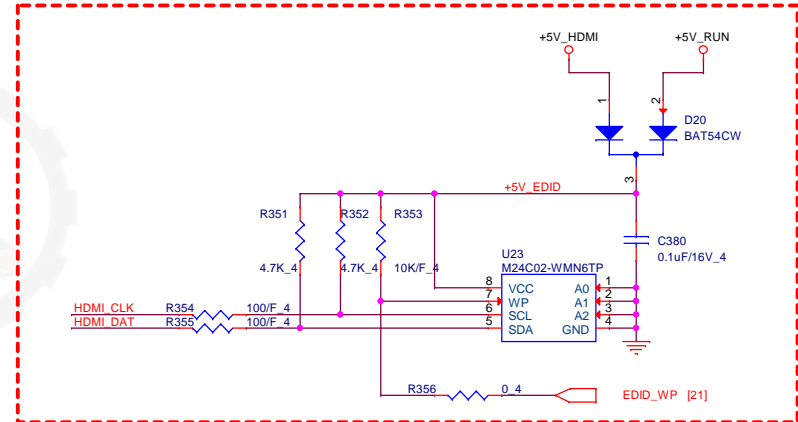 +5V_HDMI +5V_RUN
1 2
D20
BAT54CW
3
+5V_EDID
R351 R352 R353
C380
0.1uF/16V_4
U23
M24C02-WMN6TP
4.7K_4 4.7K_4 10K/F_4
8 VCC A0 1
7 WP A1 2
6 SCL A2 3
5 SDA GND 4
HDMI_CLK R354 100/F_4
HDMI_DAT R355 100/F_4
R356 0_4 EDID_WP [21]